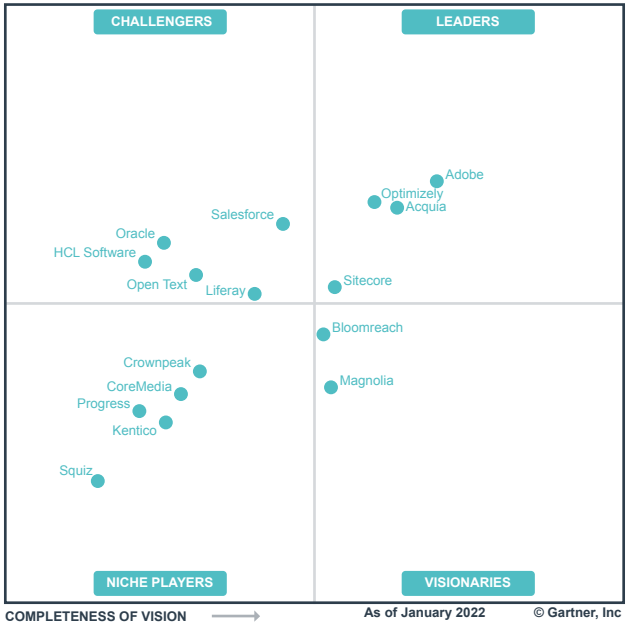 CHALLENGERS
LEADERS
Adobe
Optimizely
Acquia
Salesforce
Oracle
HCL Software
Open Text
Liferay
Sitecore
Bloomreach
Crownpeak
CoreMedia
Magnolia
Progress
Kentico
Squiz
NICHE PLAYERS
VISIONARIES
COMPLETENESS OF VISION
As of January 2022
© Gartner, Inc